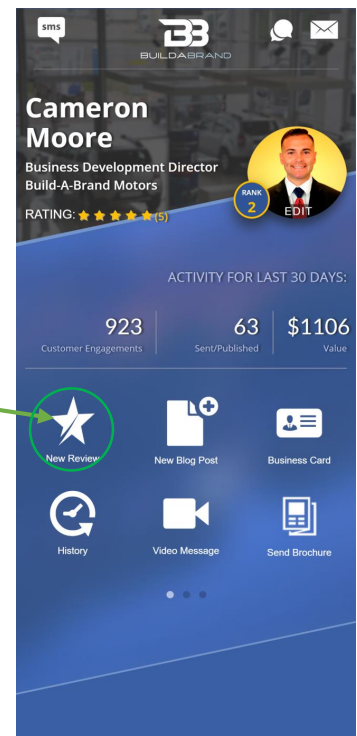 sms
BB
BUILDABRAND
Cameron
Moore
Business Development Director
Build-A-Brand Motors
RATING: (5)
RANK
2
EDIT
ACTIVITY FOR LAST 30 DAYS:
923 63 $1106
Customer Engagements Sent/Published Value
New Review New Blog Post Business Card
History Video Message Send Brochure